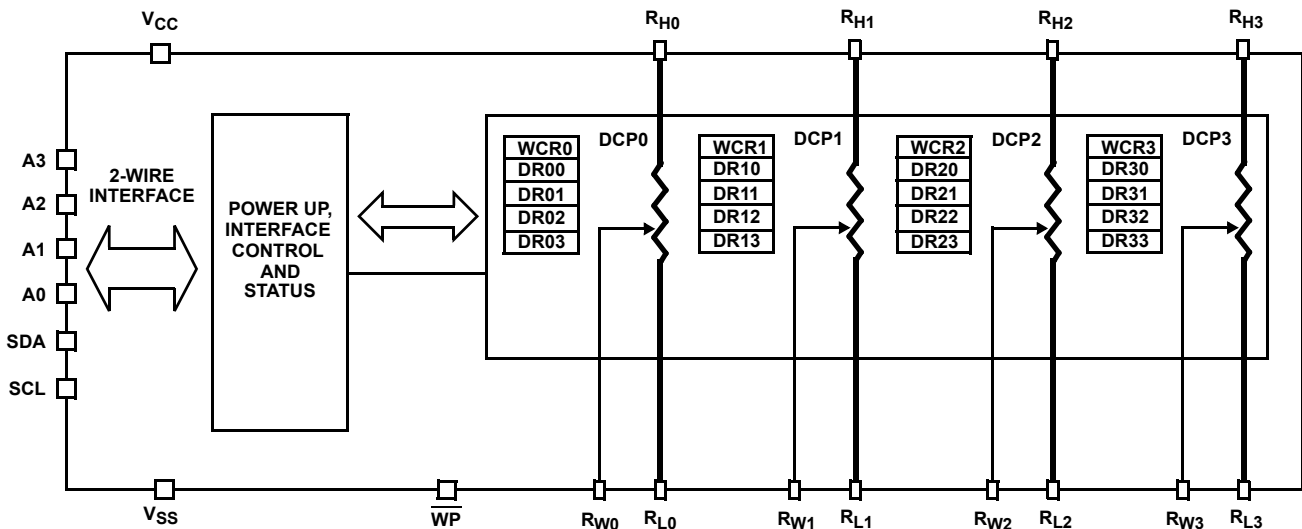 VCC
RH0
RH1
RH2
RH3
A3
A2
A1
A0
SDA
SCL
2-WIRE
INTERFACE
POWER UP,
INTERFACE
CONTROL
AND
STATUS
WCR0
DR00
DR01
DR02
DR03
DCP0
WCR1
DR10
DR11
DR12
DR13
DCP1
WCR2
DR20
DR21
DR22
DR23
DCP2
WCR3
DR30
DR31
DR32
DR33
DCP3
VSS
WP
RW0
RL0
RW1
RL1
RW2
RL2
RW3
RL3